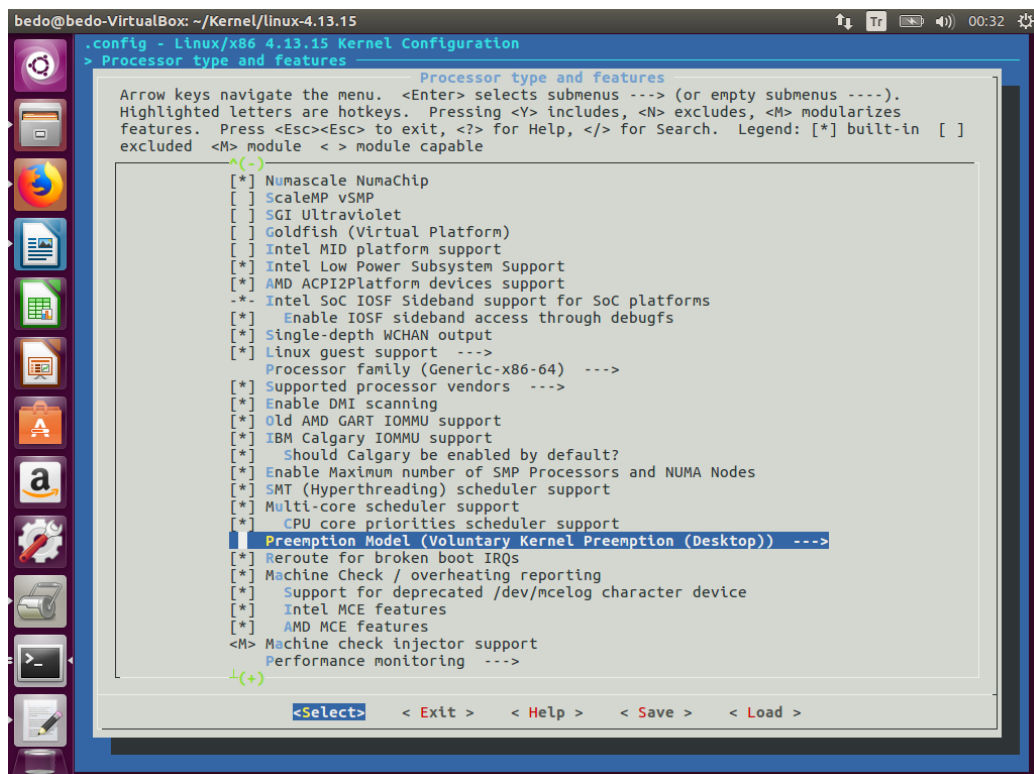 bedo@bedo-VirtualBox: ~/Kernel/linux-4.13.15 Tr 00:32
.config - Linux/x86 4.13.15 Kernel Configuration
> Processor type and features
Processor type and features
Arrow keys navigate the menu.  <Enter> selects submenus ---> (or empty submenus ----).
Highlighted letters are hotkeys.  Pressing <Y> includes, <N> excludes, <M> modularizes
features.  Press <Esc><Esc> to exit, <?> for Help, </> for Search.  Legend: [*] built-in  [ ]
excluded  <M> module  < > module capable
^(-)
[*] Numascale NumaChip
[ ] ScaleMP vSMP
[ ] SGI Ultraviolet
[ ] Goldfish (Virtual Platform)
[ ] Intel MID platform support
[*] Intel Low Power Subsystem Support
[*] AMD ACPI2Platform devices support
-*- Intel SoC IOSF Sideband support for SoC platforms
[*]   Enable IOSF sideband access through debugfs
[*] Single-depth WCHAN output
[*] Linux guest support  --->
Processor family (Generic-x86-64)  --->
[*] Supported processor vendors  --->
[*] Enable DMI scanning
[*] Old AMD GART IOMMU support
[*] IBM Calgary IOMMU support
[*]   Should Calgary be enabled by default?
[*] Enable Maximum number of SMP Processors and NUMA Nodes
[*] SMT (Hyperthreading) scheduler support
[*] Multi-core scheduler support
[*]   CPU core priorities scheduler support
Preemption Model (Voluntary Kernel Preemption (Desktop))  --->
[*] Reroute for broken boot IRQs
[*] Machine Check / overheating reporting
[*]   Support for deprecated /dev/mcelog character device
[*]   Intel MCE features
[*]   AMD MCE features
<M> Machine check injector support
Performance monitoring  --->
(+)
<Select>    < Exit >    < Help >    < Save >    < Load >